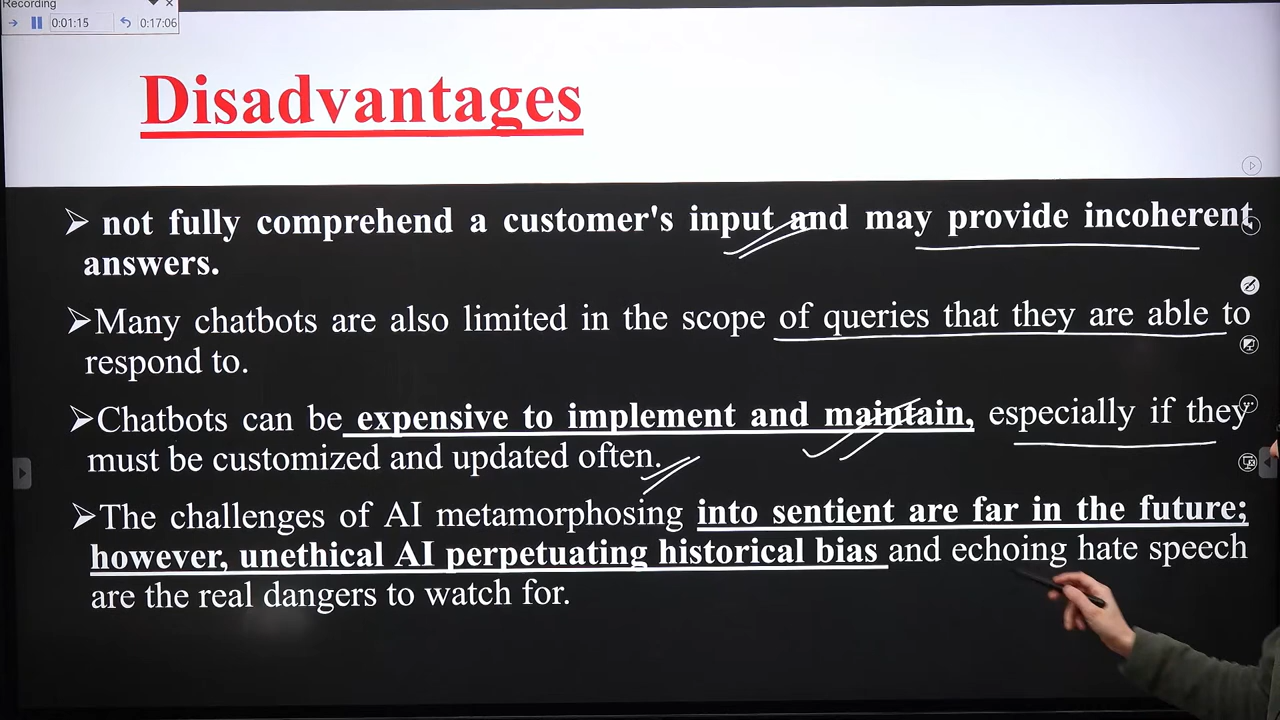 Recording
0:01:15
0:17:06
Disadvantages
➢ not fully comprehend a customer's input and may provide incoherent
answers.
➢Many chatbots are also limited in the scope of queries that they are able to
respond to.
➢Chatbots can be expensive to implement and maintain, especially if they
must be customized and updated often.
➢The challenges of AI metamorphosing into sentient are far in the future;
however, unethical AI perpetuating historical bias and echoing hate speech
are the real dangers to watch for.